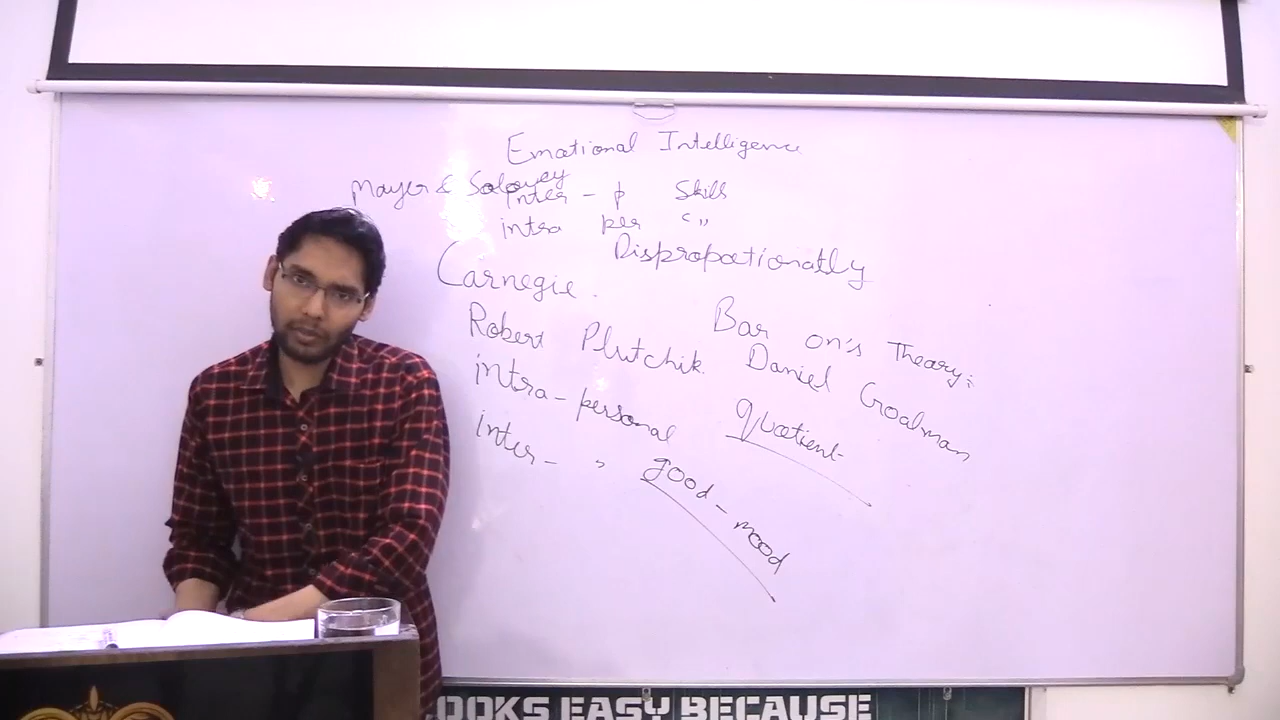 Emotional Intelligence
Mayer & Salovey
inter - p Skills
intra per "
Disproportionatly
Carnegie.
Bar on's Theory:
Robert Plutchik. Daniel Goalman
intra-personal
quotient
inter- "
good-mood
OOKS EASY BECAUSE